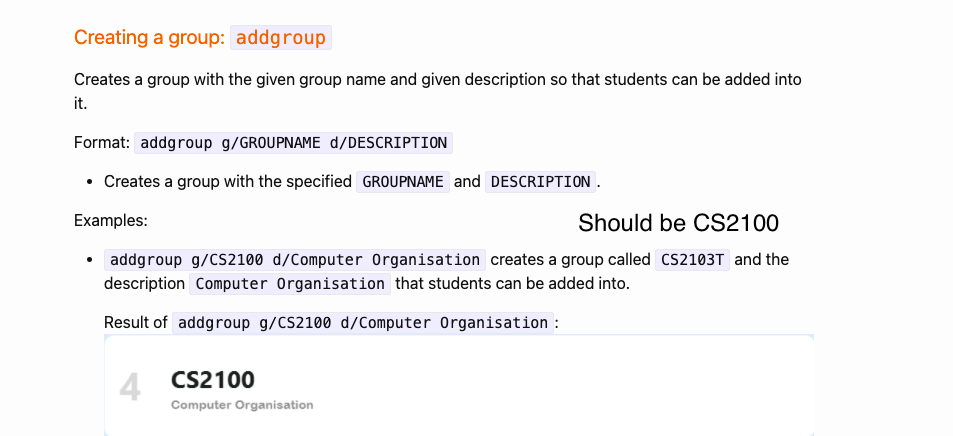 Creating a group: addgroup
Creates a group with the given group name and given description so that students can be added into
it.
Format: addgroup g/GROUPNAME d/DESCRIPTION
• Creates a group with the specified GROUPNAME and DESCRIPTION.
Examples:
Should be CS2100
• addgroup g/CS2100 d/Computer Organisation creates a group called CS2103T and the
description Computer Organisation that students can be added into.
Result of addgroup g/CS2100 d/Computer Organisation:
4 CS2100
Computer Organisation